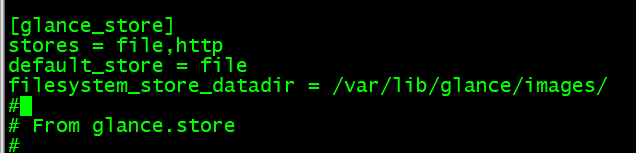 [glance_store]
stores = file,http
default_store = file
filesystem_store_datadir = /var/lib/glance/images/
#
# From glance.store
#